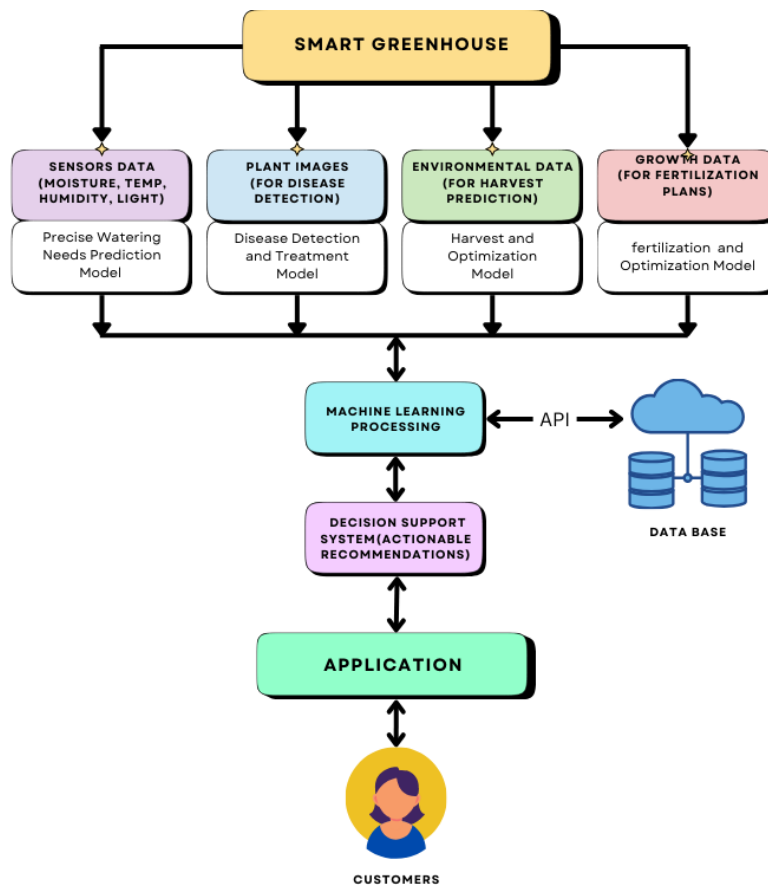 SMART GREENHOUSE
SENSORS DATA
(MOISTURE, TEMP,
HUMIDITY, LIGHT)
Precise Watering
Needs Prediction
Model
PLANT IMAGES
(FOR DISEASE
DETECTION)
Disease Detection
and Treatment
Model
ENVIRONMENTAL DATA
(FOR HARVEST
PREDICTION)
Harvest and
Optimization
Model
GROWTH DATA
(FOR FERTILIZATION
PLANS)
fertilization and
Optimization Model
MACHINE LEARNING
PROCESSING
API
DATA BASE
DECISION SUPPORT
SYSTEM(ACTIONABLE
RECOMMENDATIONS)
APPLICATION
CUSTOMERS